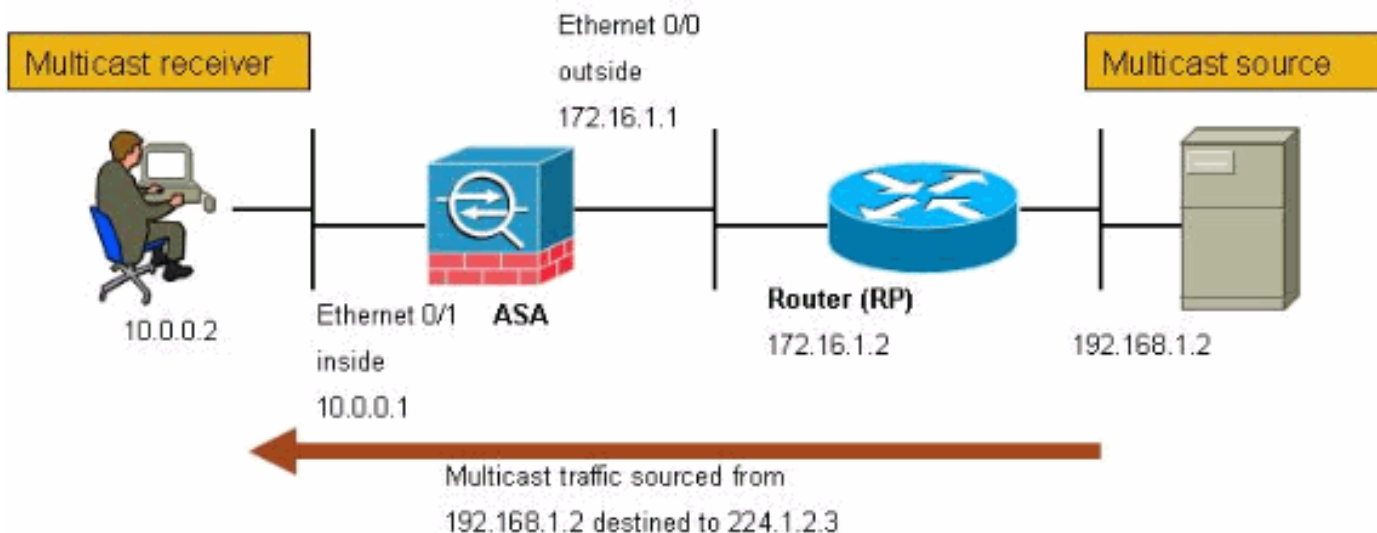 Multicast receiver
Ethernet 0/0
outside
172.16.1.1
Multicast source
10.0.0.2
Ethernet 0/1
inside
10.0.0.1
ASA
Router (RP)
172.16.1.2
192.168.1.2
Multicast traffic sourced from
192.168.1.2 destined to 224.1.2.3